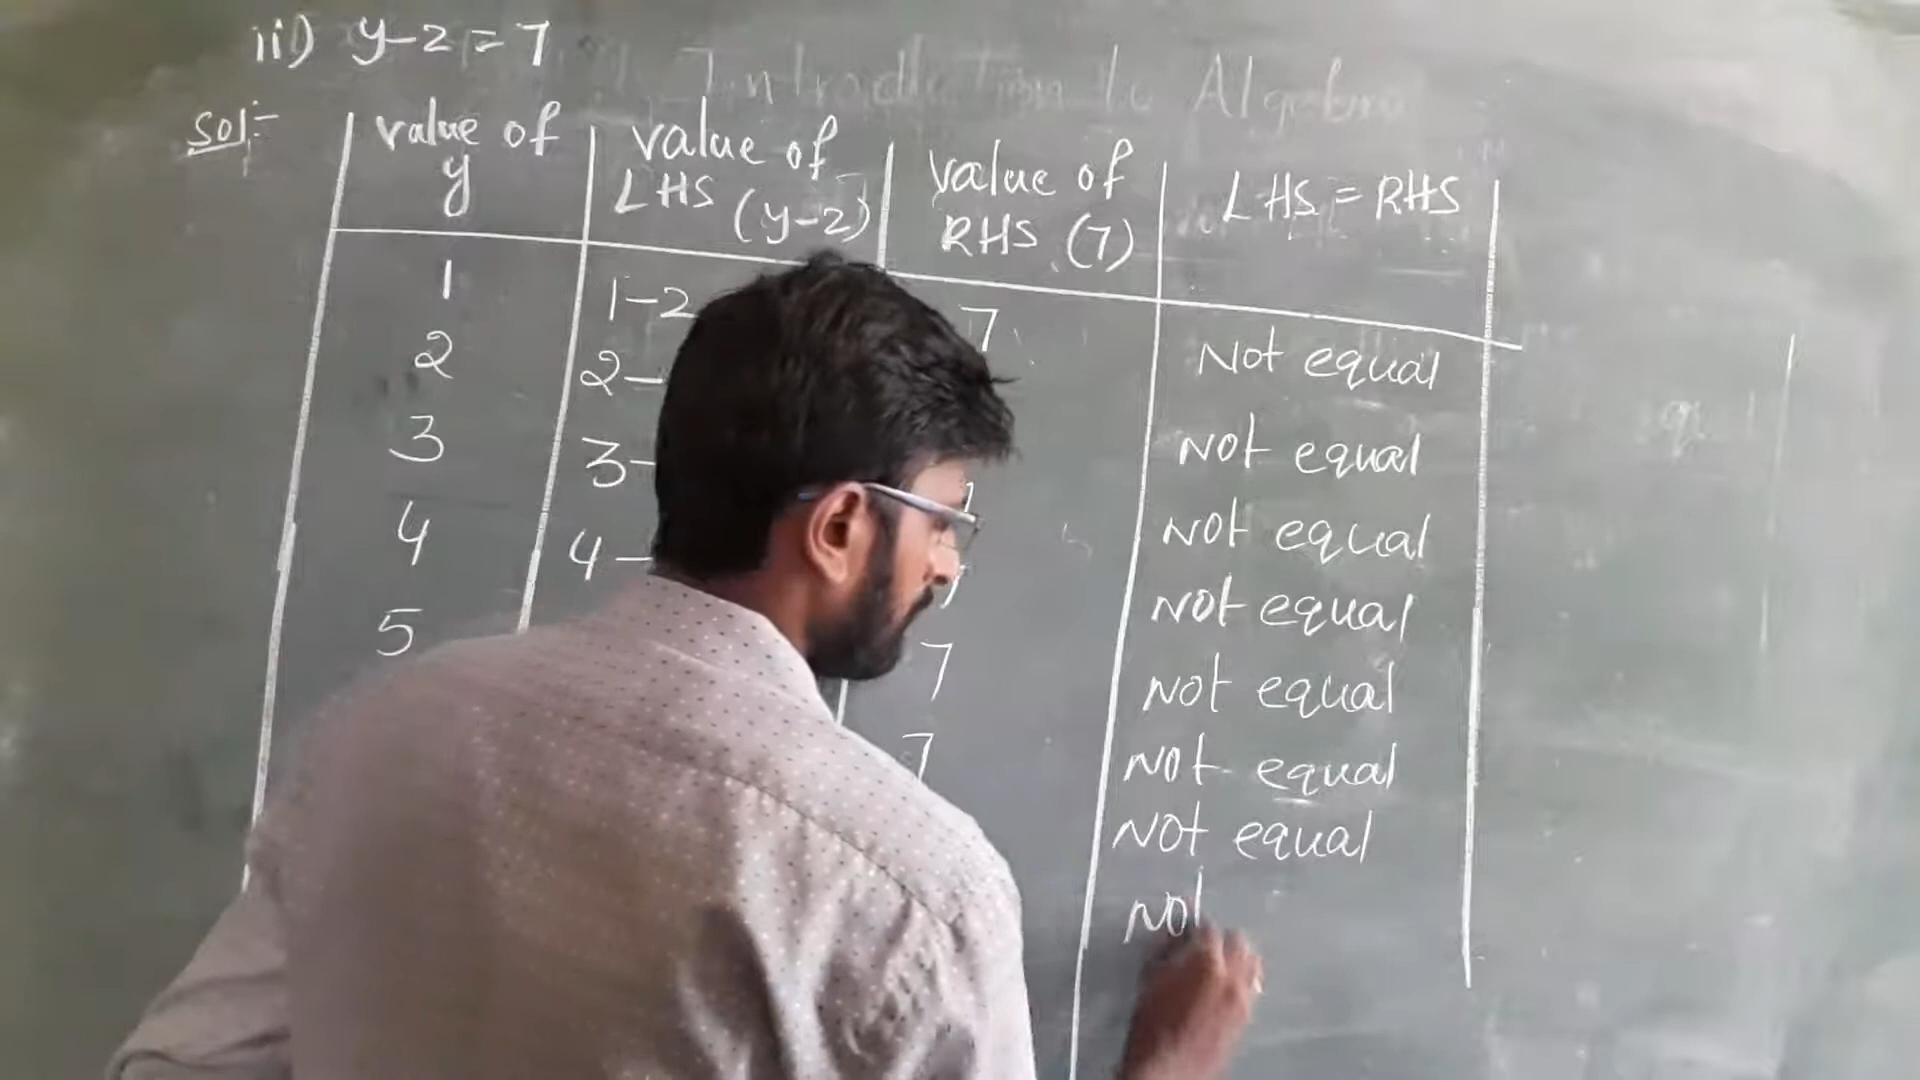 ii) y-2=7
Introduction to Algebra
Sol:-
value of y
value of LHS (y-2)
value of RHS (7)
LHS = RHS
1 1-2 7 Not equal
2 2- Not equal
3 3- Not equal
4 4- Not equal
5 7 Not equal
7 Not equal
Not equal
Not